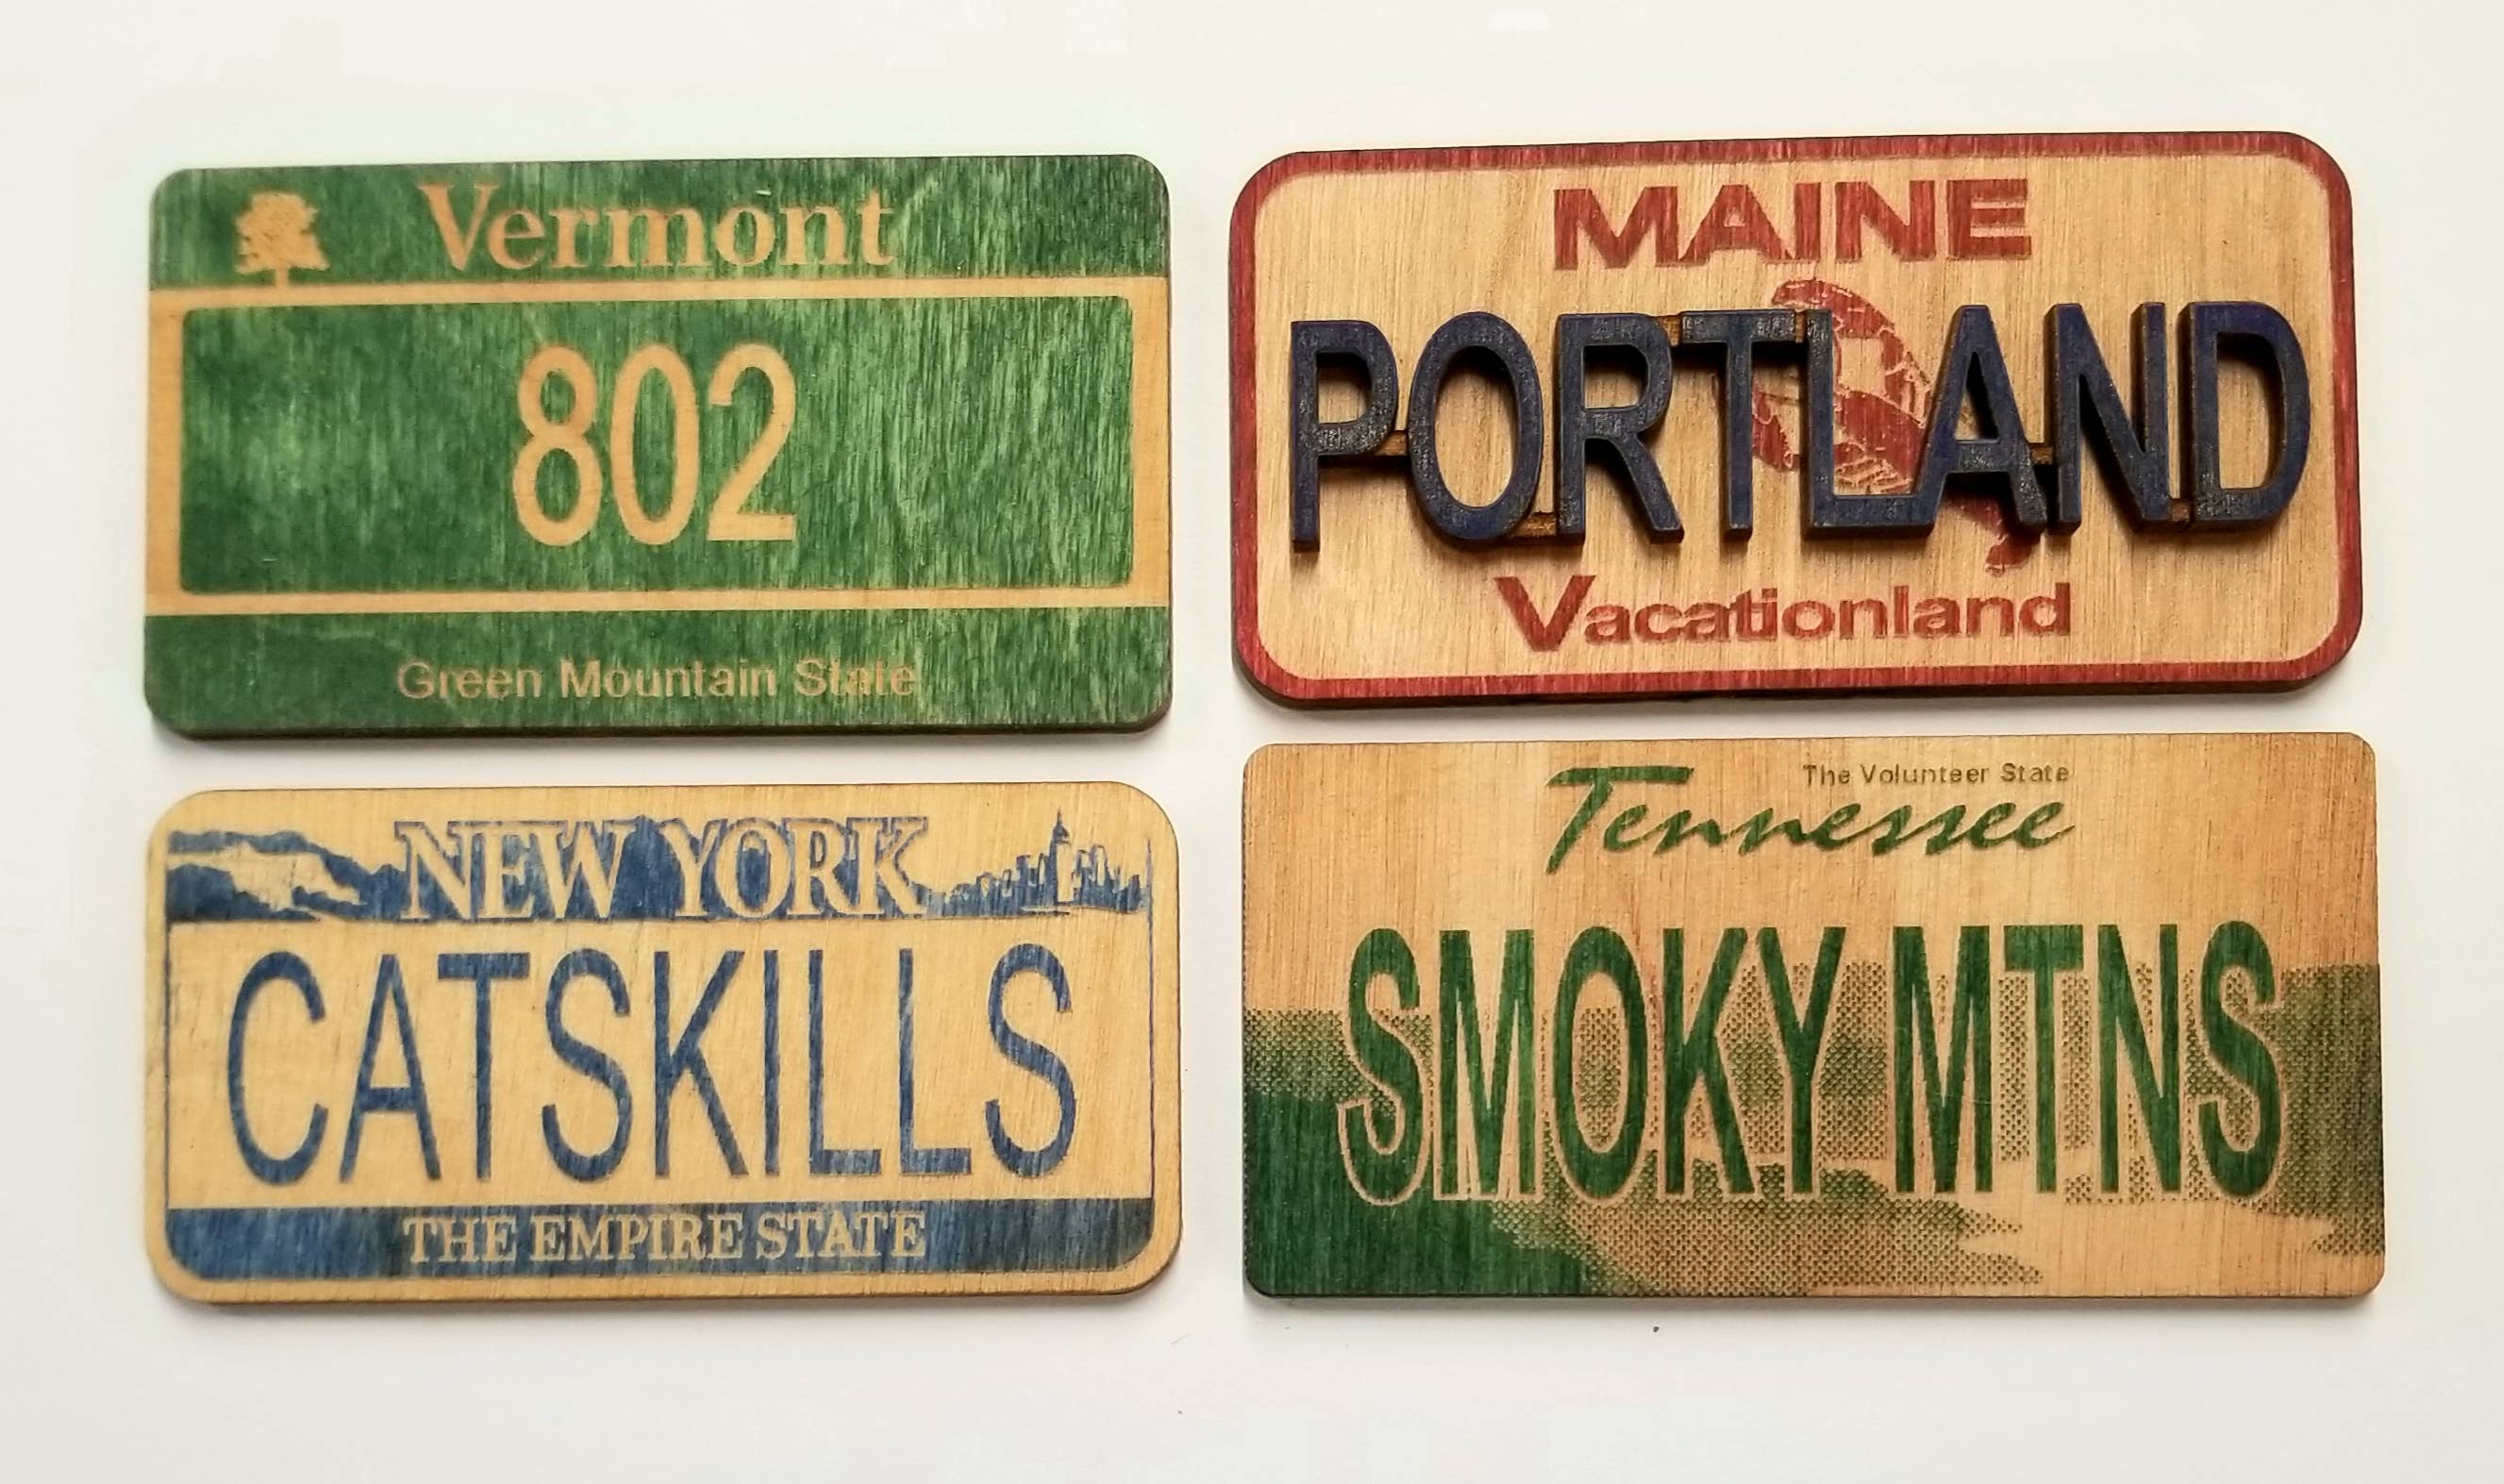 Vermont
802
Green Mountain State
MAINE
PORTLAND
Vacationland
NEW YORK
CATSKILLS
THE EMPIRE STATE
The Volunteer State
Tennessee
SMOKY MTNS